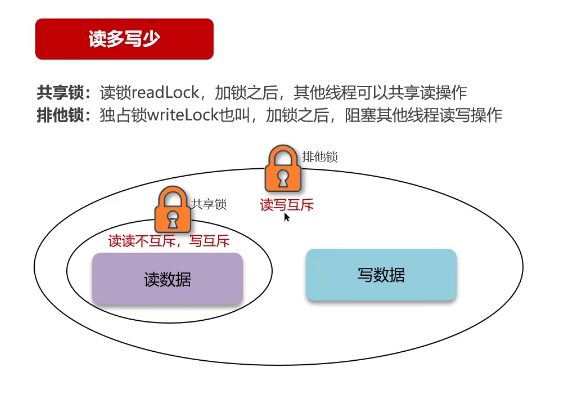 读多写少
共享锁：读锁readLock，加锁之后，其他线程可以共享读操作
排他锁：独占锁writeLock也叫，加锁之后，阻塞其他线程读写操作
排他锁
共享锁
读写互斥
读读不互斥，写互斥
读数据
写数据